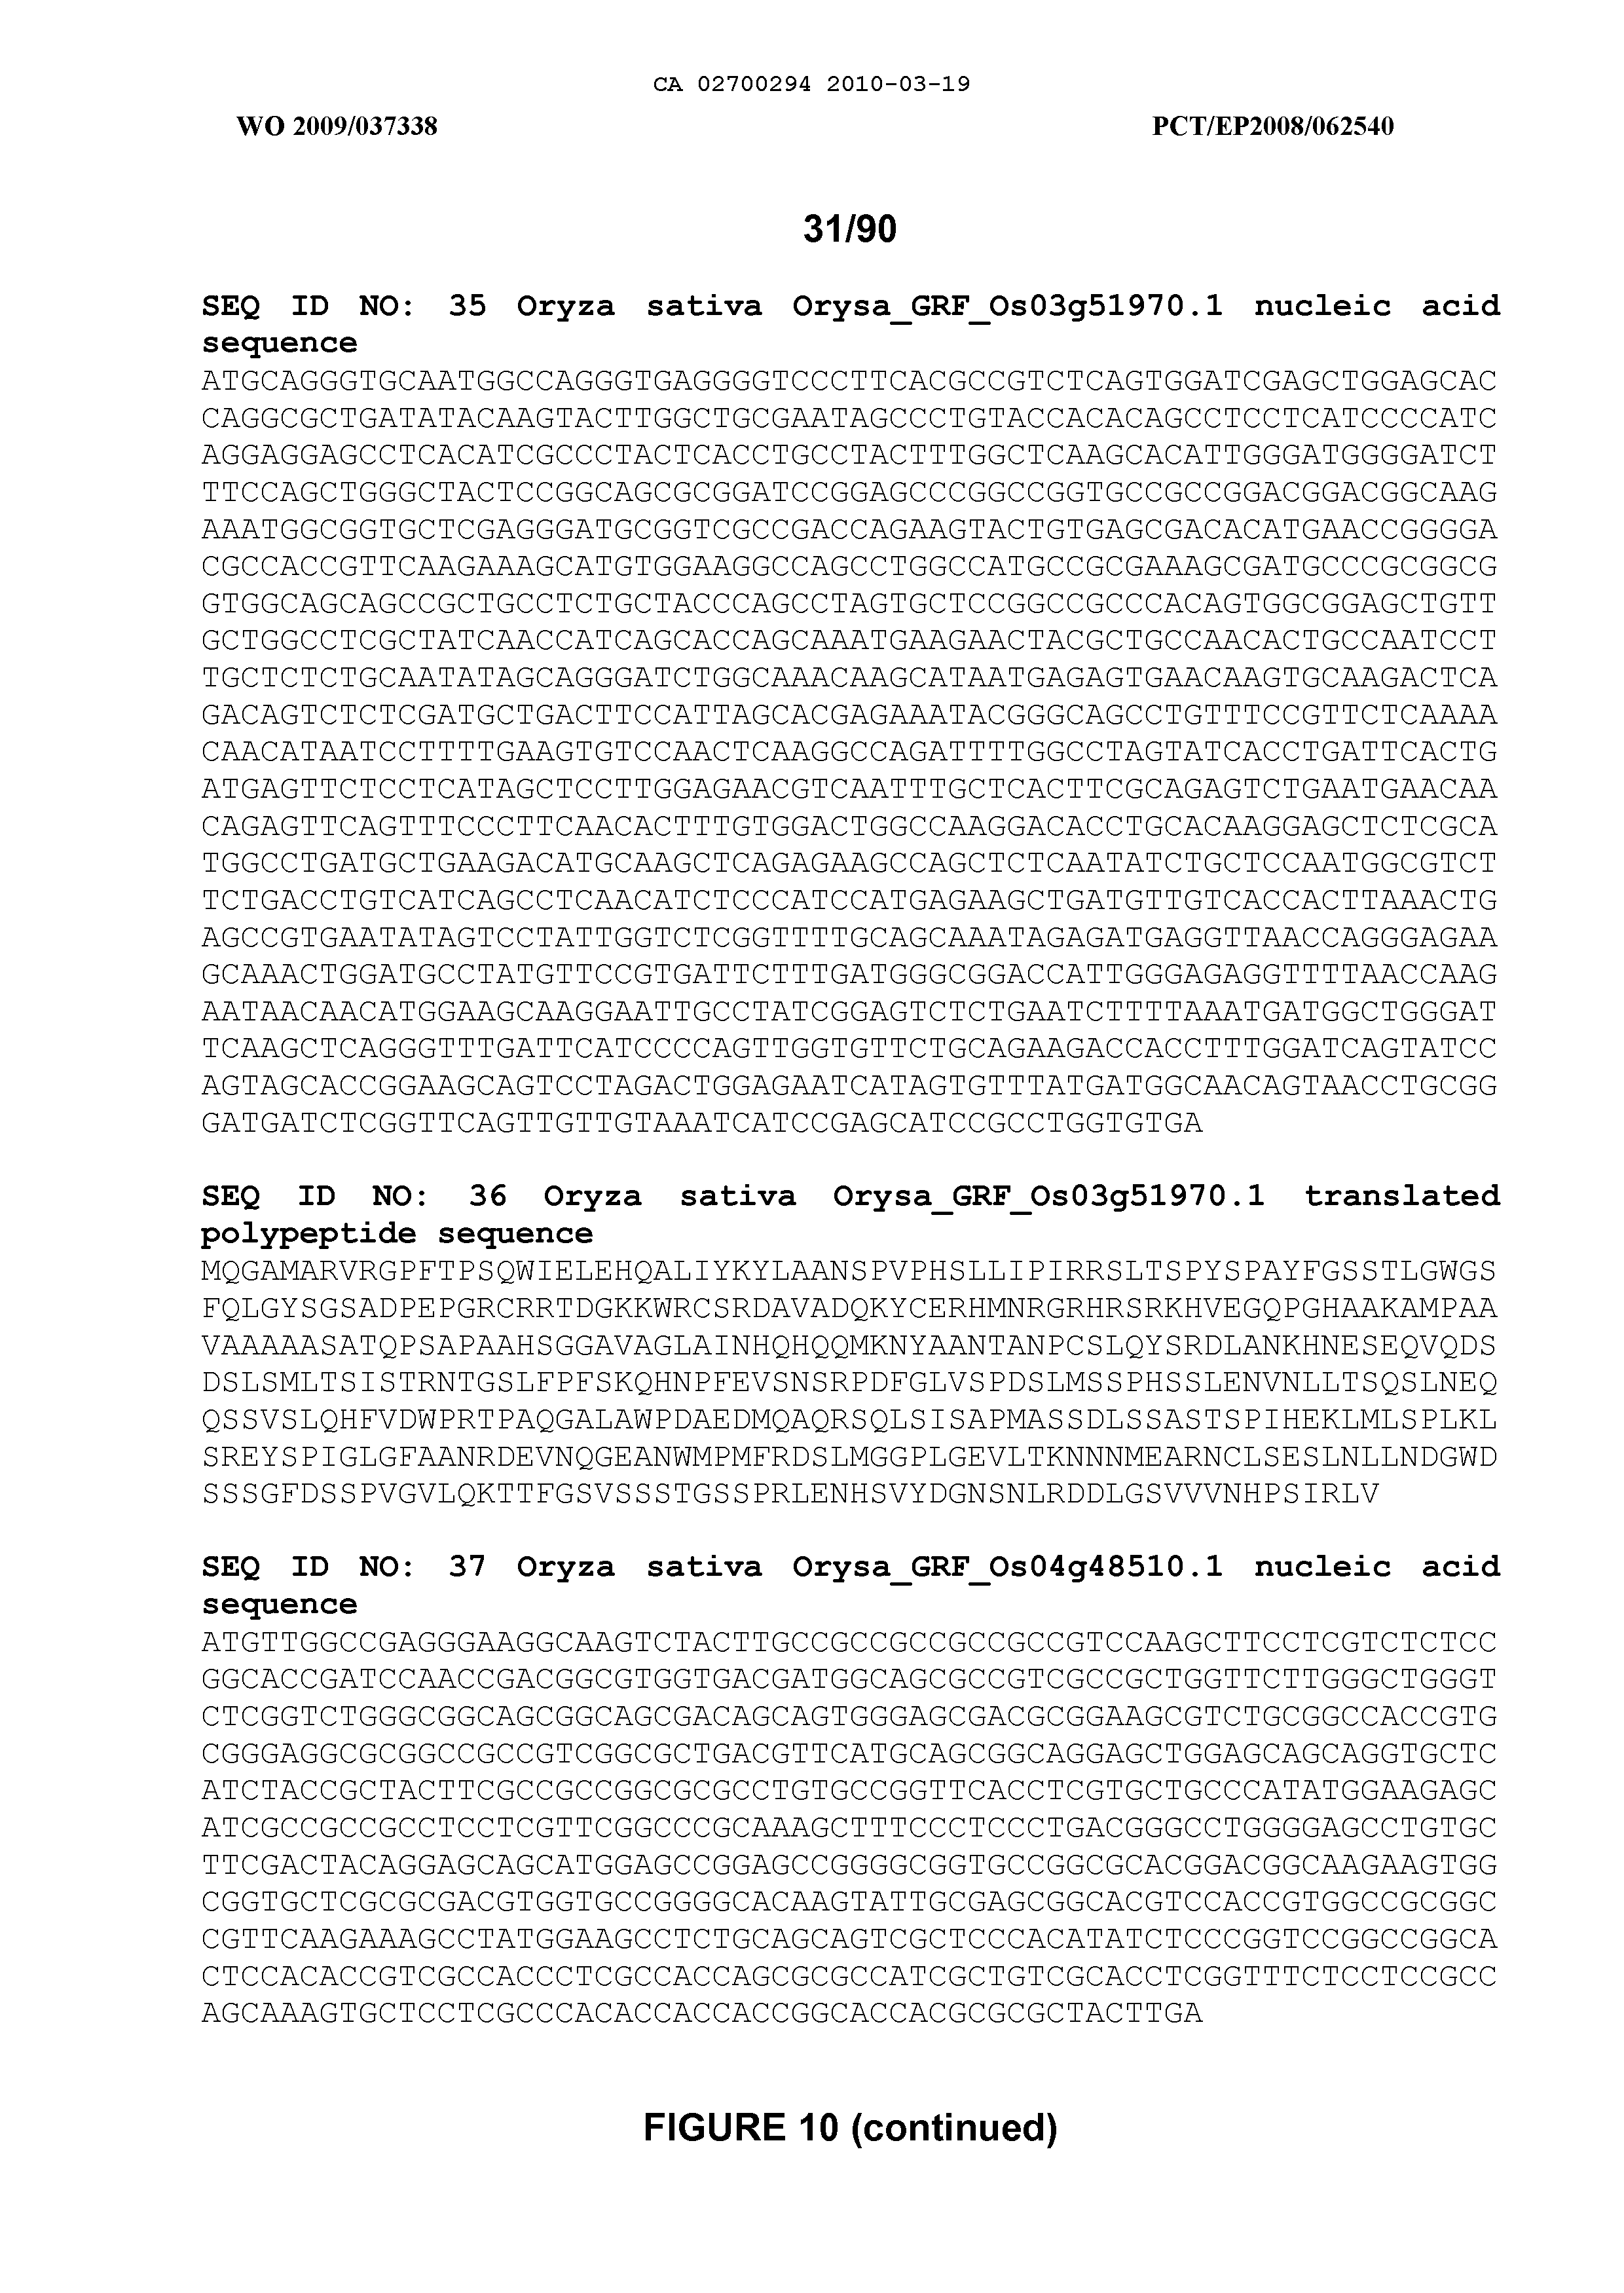 CA 02700294 2010-03-19
WO 2009/037338 PCT/EP2008/062540
31/90
SEQ ID NO: 35 Oryza sativa Orysa_GRF_Os03g51970.1 nucleic acid
sequence
ATGCAGGGTGCAATGGCCAGGGTGAGGGGTCCCTTCACGCCGTCTCAGTGGATCGAGCTGGAGCAC
CAGGCGCTGATATACAAGTACTTGGCTGCGAATAGCCCTGTACCACACAGCCTCCTCATCCCCATC
AGGAGGAGCCTCACATCGCCCTACTCACCTGCCTACTTTGGCTCAAGCACATTGGGATGGGGATCT
TTCCAGCTGGGCTACTCCGGCAGCGCGGATCCGGAGCCCGGCCGGTGCCGCCGGACGGACGGCAAG
AAATGGCGGTGCTCGAGGGATGCGGTCGCCGACCAGAAGTACTGTGAGCGACACATGAACCGGGGA
CGCCACCGTTCAAGAAAGCATGTGGAAGGCCAGCCTGGCCATGCCGCGAAAGCGATGCCCGCGGCG
GTGGCAGCAGCCGCTGCCTCTGCTACCCAGCCTAGTGCTCCGGCCGCCCACAGTGGCGGAGCTGTT
GCTGGCCTCGCTATCAACCATCAGCACCAGCAAATGAAGAACTACGCTGCCAACACTGCCAATCCT
TGCTCTCTGCAATATAGCAGGGATCTGGCAAACAAGCATAATGAGAGTGAACAAGTGCAAGACTCA
GACAGTCTCTCGATGCTGACTTCCATTAGCACGAGAAATACGGGCAGCCTGTTTCCGTTCTCAAAA
CAACATAATCCTTTTGAAGTGTCCAACTCAAGGCCAGATTTTGGCCTAGTATCACCTGATTCACTG
ATGAGTTCTCCTCATAGCTCCTTGGAGAACGTCAATTTGCTCACTTCGCAGAGTCTGAATGAACAA
CAGAGTTCAGTTTCCCTTCAACACTTTGTGGACTGGCCAAGGACACCTGCACAAGGAGCTCTCGCA
TGGCCTGATGCTGAAGACATGCAAGCTCAGAGAAGCCAGCTCTCAATATCTGCTCCAATGGCGTCT
TCTGACCTGTCATCAGCCTCAACATCTCCCATCCATGAGAAGCTGATGTTGTCACCACTTAAACTG
AGCCGTGAATATAGTCCTATTGGTCTCGGTTTTGCAGCAAATAGAGATGAGGTTAACCAGGGAGAA
GCAAACTGGATGCCTATGTTCCGTGATTCTTTGATGGGCGGACCATTGGGAGAGGTTTTAACCAAG
AATAACAACATGGAAGCAAGGAATTGCCTATCGGAGTCTCTGAATCTTTTAAATGATGGCTGGGAT
TCAAGCTCAGGGTTTGATTCATCCCCAGTTGGTGTTCTGCAGAAGACCACCTTTGGATCAGTATCC
AGTAGCACCGGAAGCAGTCCTAGACTGGAGAATCATAGTGTTTATGATGGCAACAGTAACCTGCGG
GATGATCTCGGTTCAGTTGTTGTAAATCATCCGAGCATCCGCCTGGTGTGA
SEQ ID NO: 36 Oryza sativa Orysa_GRF_Os03g51970.1 translated
polypeptide sequence
MQGAMARVRGPFTPSQWIELEHQALIYKYLAANSPVPHSLLIPIRRSLTSPYSPAYFGSSTLGWGS
FQLGYSGSADPEPGRCRRTDGKKWRCSRDAVADQKYCERHMNRGRHRSRKHVEGQPGHAAKAMPAA
VAAAAASATQPSAPAAHSGGAVAGLAINHQHQQMKNYAANTANPCSLQYSRDLANKHNESEQVQDS
DSLSMLTSISTRNTGSLFPFSKQHNPFEVSNSRPDFGLVSPDSLMSSPHSSLENVNLLTSQSLNEQ
QSSVSLQHFVDWPRTPAQGALAWPDAEDMQAQRSQLSISAPMASSDLSSASTSPIHEKLMLSPLKL
SREYSPIGLGFAANRDEVNQGEANWMPMFRDSLMGGPLGEVLTKNNNMEARNCLSESLNLLNDGWD
SSSGFDSSPVGVLQKTTFGSVSSSTGSSPRLENHSVYDGNSNLRDDLGSVVVNHPSIRLV
SEQ ID NO: 37 Oryza sativa Orysa_GRF_Os04g48510.1 nucleic acid
sequence
ATGTTGGCCGAGGGAAGGCAAGTCTACTTGCCGCCGCCGCCGCCGTCCAAGCTTCCTCGTCTCTCC
GGCACCGATCCAACCGACGGCGTGGTGACGATGGCAGCGCCGTCGCCGCTGGTTCTTGGGCTGGGT
CTCGGTCTGGGCGGCAGCGGCAGCGACAGCAGTGGGAGCGACGCGGAAGCGTCTGCGGCCACCGTG
CGGGAGGCGCGGCCGCCGTCGGCGCTGACGTTCATGCAGCGGCAGGAGCTGGAGCAGCAGGTGCTC
ATCTACCGCTACTTCGCCGCCGGCGCGCCTGTGCCGGTTCACCTCGTGCTGCCCATATGGAAGAGC
ATCGCCGCCGCCTCCTCGTTCGGCCCGCAAAGCTTTCCCTCCCTGACGGGCCTGGGGAGCCTGTGC
TTCGACTACAGGAGCAGCATGGAGCCGGAGCCGGGGCGGTGCCGGCGCACGGACGGCAAGAAGTGG
CGGTGCTCGCGCGACGTGGTGCCGGGGCACAAGTATTGCGAGCGGCACGTCCACCGTGGCCGCGGC
CGTTCAAGAAAGCCTATGGAAGCCTCTGCAGCAGTCGCTCCCACATATCTCCCGGTCCGGCCGGCA
CTCCACACCGTCGCCACCCTCGCCACCAGCGCGCCATCGCTGTCGCACCTCGGTTTCTCCTCCGCC
AGCAAAGTGCTCCTCGCCCACACCACCACCGGCACCACGCGCGCTACTTGA
FIGURE 10 (continued)